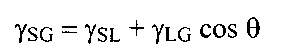 γSG = γSL + γLG cos θ